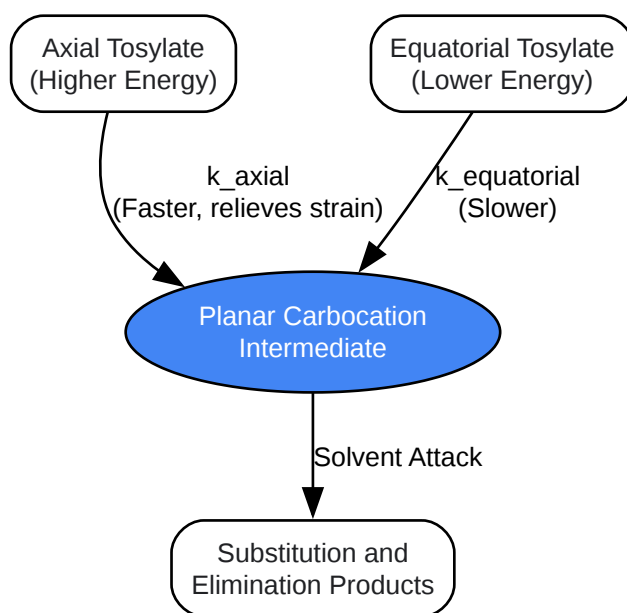 Axial Tosylate
(Higher Energy)
Equatorial Tosylate
(Lower Energy)
k_axial
(Faster, relieves strain)
k_equatorial
(Slower)
Planar Carbocation
Intermediate
Solvent Attack
Substitution and
Elimination Products